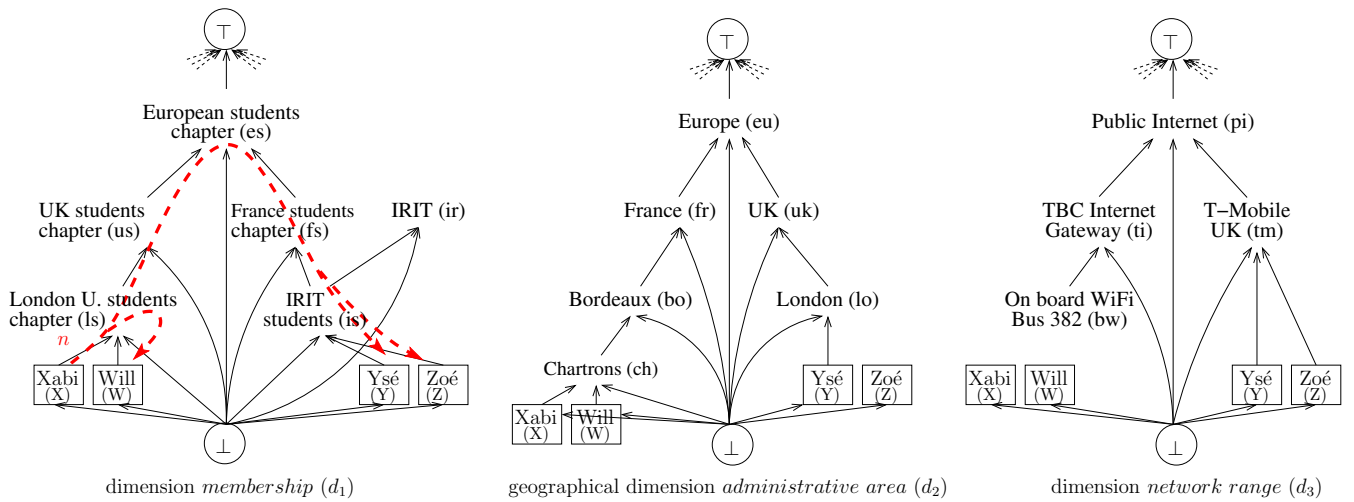 ⊤
European students
chapter (es)
UK students
chapter (us)
France students
chapter (fs)
IRIT (ir)
London U. students
chapter (ls)
IRIT
students (is)
n
Xabi
(X)
Will
(W)
Ysé
(Y)
Zoé
(Z)
⊥
dimension membership (d₁)
⊤
Europe (eu)
France (fr)
UK (uk)
Bordeaux (bo)
London (lo)
Chartrons (ch)
Xabi
(X)
Will
(W)
Ysé
(Y)
Zoé
(Z)
⊥
geographical dimension administrative area (d₂)
⊤
Public Internet (pi)
TBC Internet
Gateway (ti)
T−Mobile
UK (tm)
On board WiFi
Bus 382 (bw)
Xabi
(X)
Will
(W)
Ysé
(Y)
Zoé
(Z)
⊥
dimension network range (d₃)